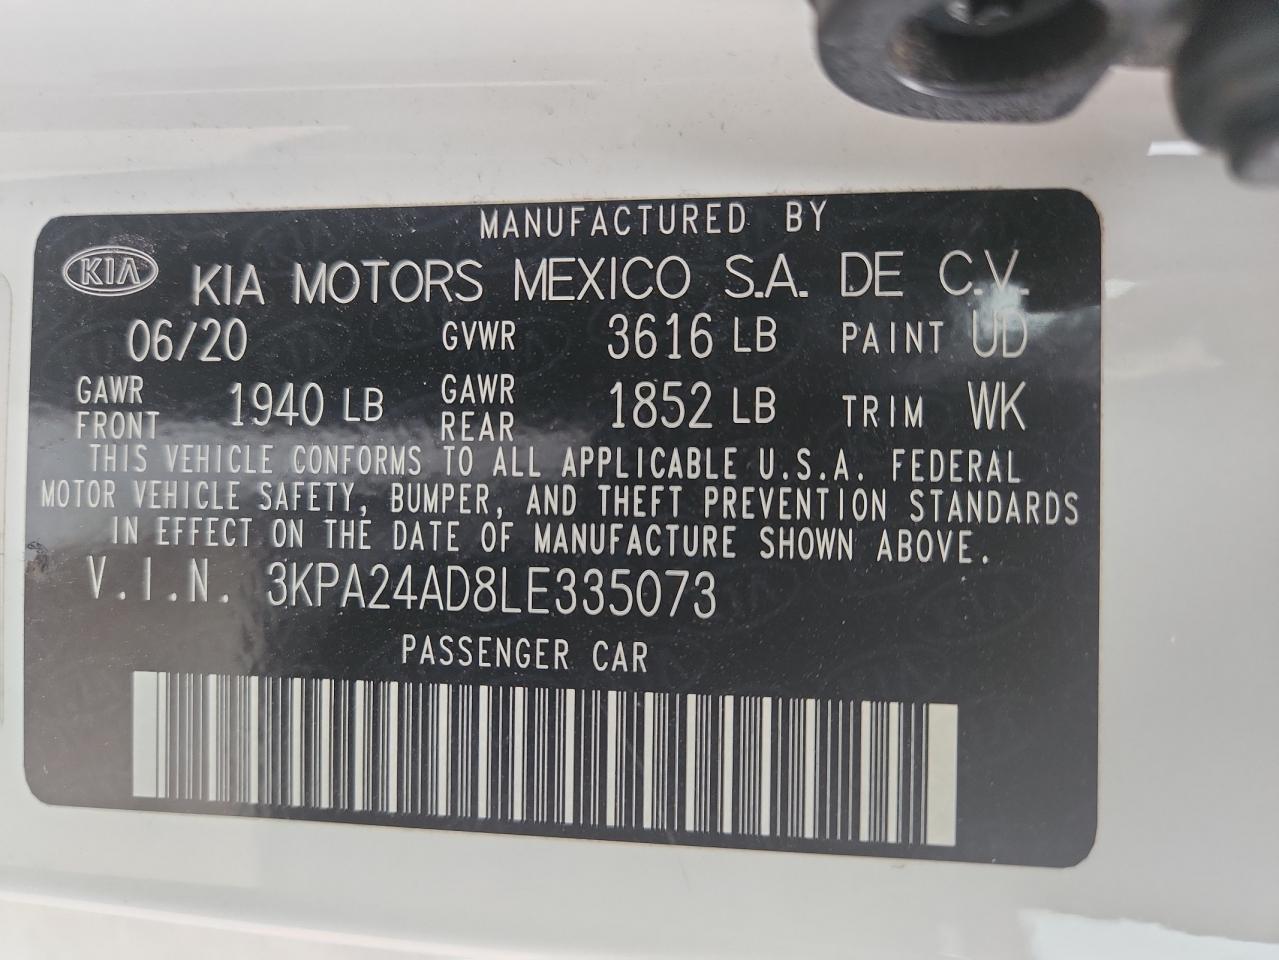 MANUFACTURED BY
KIA KIA MOTORS MEXICO S.A. DE C.V.
06/20 GVWR 3616 LB PAINT UD
GAWR FRONT 1940 LB GAWR REAR 1852 LB TRIM WK
THIS VEHICLE CONFORMS TO ALL APPLICABLE U.S.A. FEDERAL
MOTOR VEHICLE SAFETY, BUMPER, AND THEFT PREVENTION STANDARDS
IN EFFECT ON THE DATE OF MANUFACTURE SHOWN ABOVE.
V.I.N. 3KPA24AD8LE335073
PASSENGER CAR